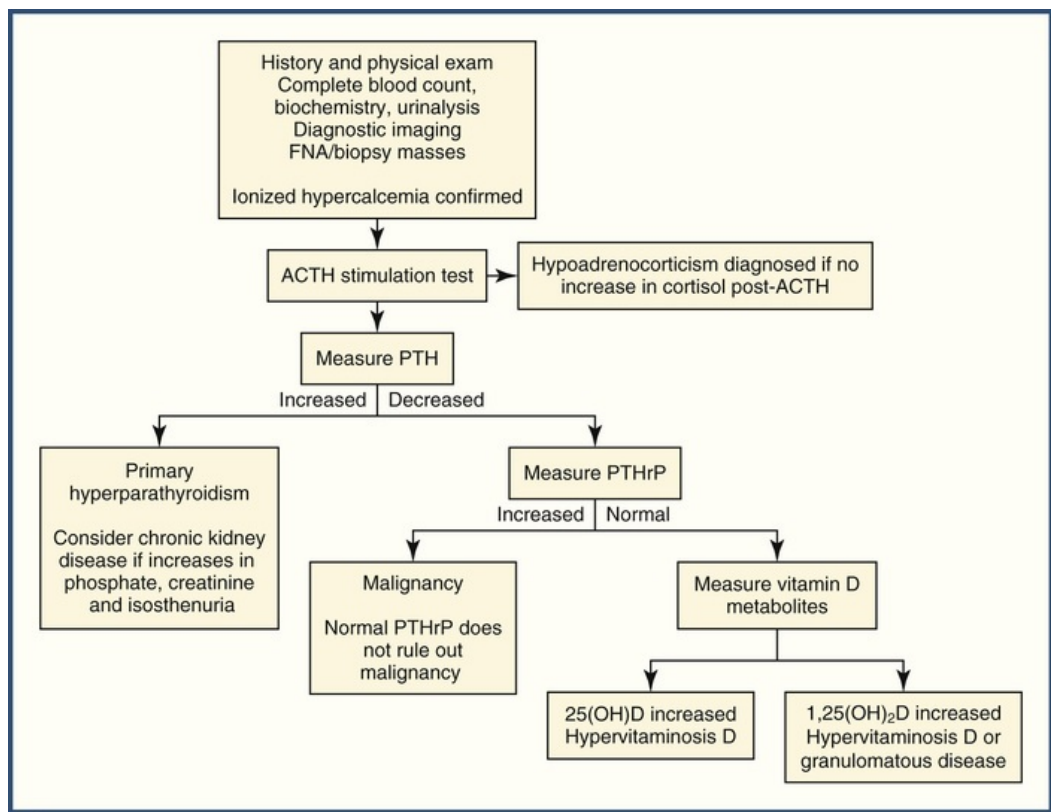 History and physical exam
Complete blood count,
biochemistry, urinalysis
Diagnostic imaging
FNA/biopsy masses
Ionized hypercalcemia confirmed
ACTH stimulation test
Hypoadrenocorticism diagnosed if no
increase in cortisol post-ACTH
Measure PTH
Increased
Decreased
Primary
hyperparathyroidism
Consider chronic kidney
disease if increases in
phosphate, creatinine
and isosthenuria
Measure PTHrP
Increased
Normal
Malignancy
Normal PTHrP does
not rule out
malignancy
Measure vitamin D
metabolites
25(OH)D increased
Hypervitaminosis D
1,25(OH)₂D increased
Hypervitaminosis D or
granulomatous disease